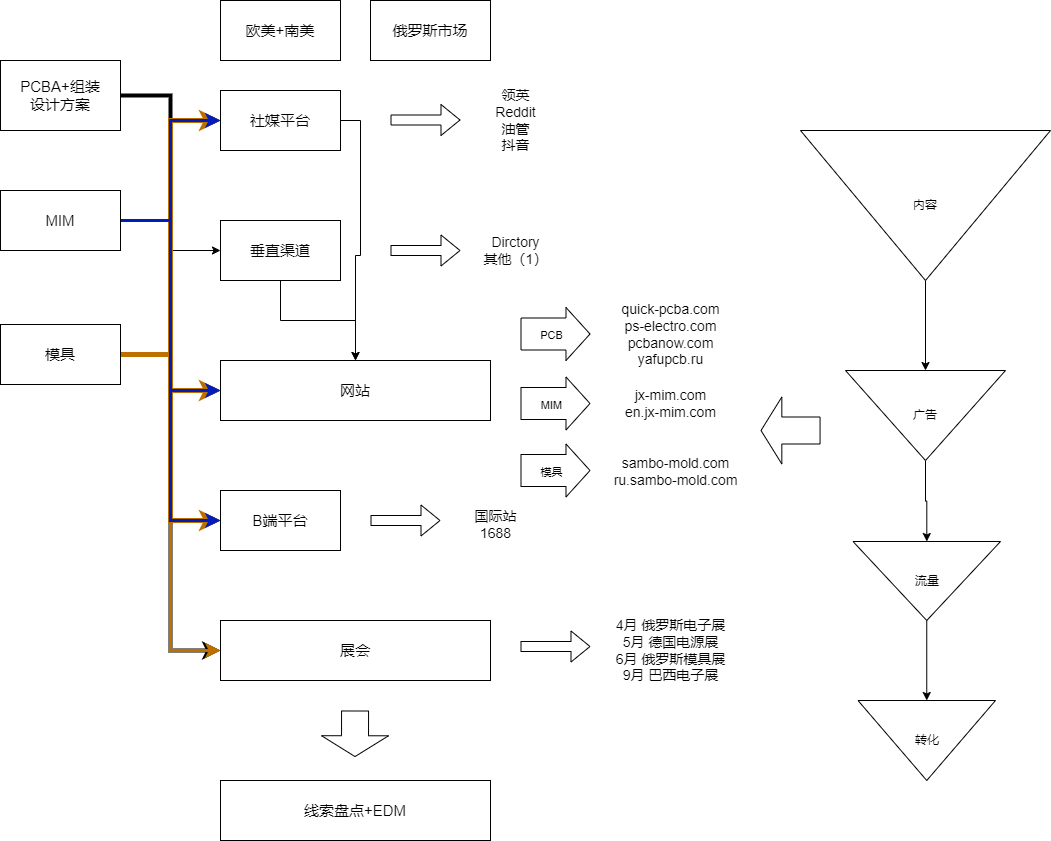 欧美+南美
俄罗斯市场
PCBA+组装
设计方案
社媒平台
领英
Reddit
油管
抖音
内容
MIM
垂直渠道
Dirctory
其他（1）
模具
网站
PCB
quick-pcba.com
ps-electro.com
pcbanow.com
yafupcb.ru
MIM
jx-mim.com
en.jx-mim.com
模具
sambo-mold.com
ru.sambo-mold.com
广告
B端平台
国际站
1688
流量
展会
4月 俄罗斯电子展
5月 德国电源展
6月 俄罗斯模具展
9月 巴西电子展
转化
线索盘点+EDM